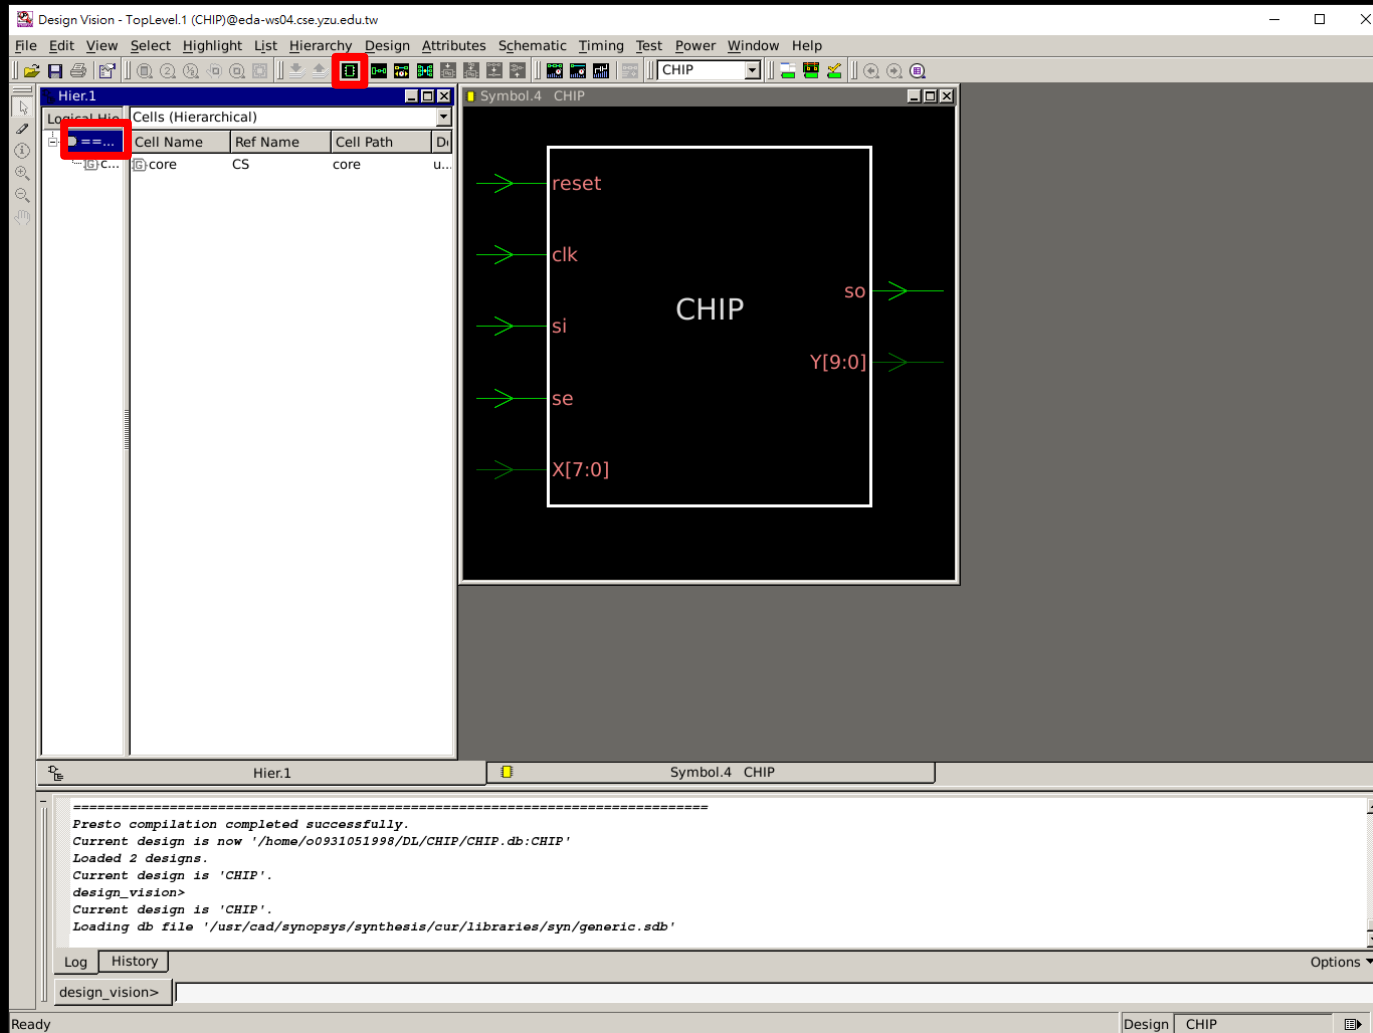 Design Vision - TopLevel.1 (CHIP)@eda-ws04.cse.yzu.edu.tw
File Edit View Select Highlight List Hierarchy Design Attributes Schematic Timing Test Power Window Help
CHIP
Hier.1
Symbol.4 CHIP
Logical Hie
Cells (Hierarchical)
==...
Cell Name Ref Name Cell Path
c...
core CS core u...
reset
clk
si
se
X[7:0]
CHIP
so
Y[9:0]
Hier.1
Symbol.4 CHIP
===============================================================================
Presto compilation completed successfully.
Current design is now '/home/o0931051998/DL/CHIP/CHIP.db:CHIP'
Loaded 2 designs.
Current design is 'CHIP'.
design_vision>
Current design is 'CHIP'.
Loading db file '/usr/cad/synopsys/synthesis/cur/libraries/syn/generic.sdb'
Log History
Options
design_vision>
Ready
Design CHIP